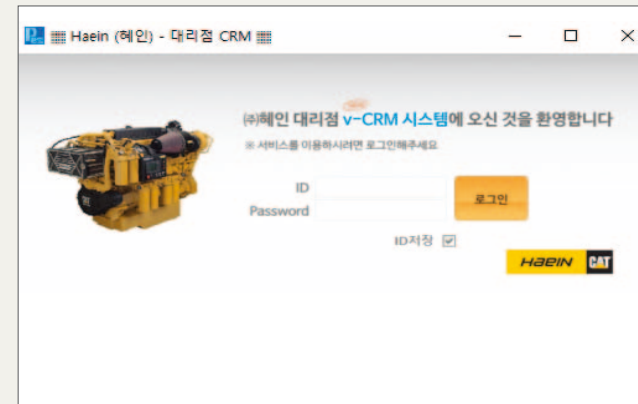 ▦ Haein (혜인) - 대리점 CRM ▦
㈜혜인 대리점 v-CRM 시스템에 오신 것을 환영합니다
※ 서비스를 이용하시려면 로그인해주세요
ID
Password
로그인
ID저장
HAEIN CAT